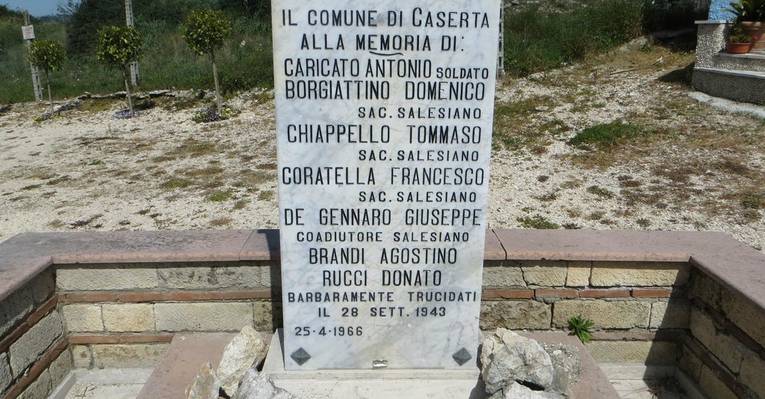 IL COMUNE DI CASERTA
ALLA MEMORIA DI:
CARICATO ANTONIO SOLDATO
BORGIATTINO DOMENICO
SAC. SALESIANO
CHIAPPELLO TOMMASO
SAC. SALESIANO
CORATELLA FRANCESCO
SAC. SALESIANO
DE GENNARO GIUSEPPE
COADIUTORE SALESIANO
BRANDI AGOSTINO
RUCCI DONATO
BARBARAMENTE TRUCIDATI
IL 28 SETT. 1943
25-4-1966